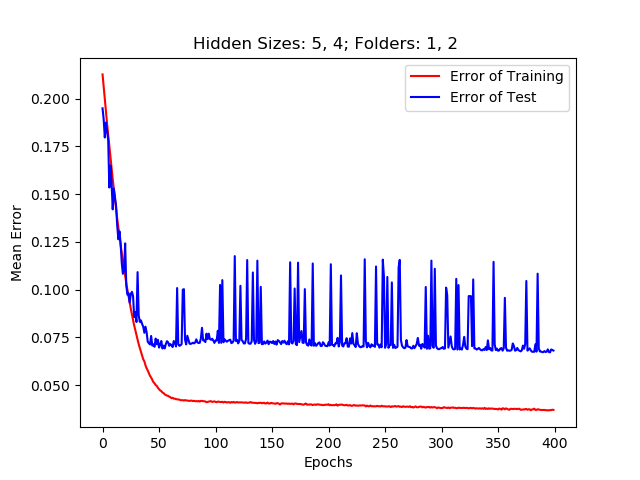 Hidden Sizes: 5, 4; Folders: 1, 2
Error of Training
Error of Test
Mean Error
0.200
0.175
0.150
0.125
0.100
0.075
0.050
0 50 100 150 200 250 300 350 400
Epochs